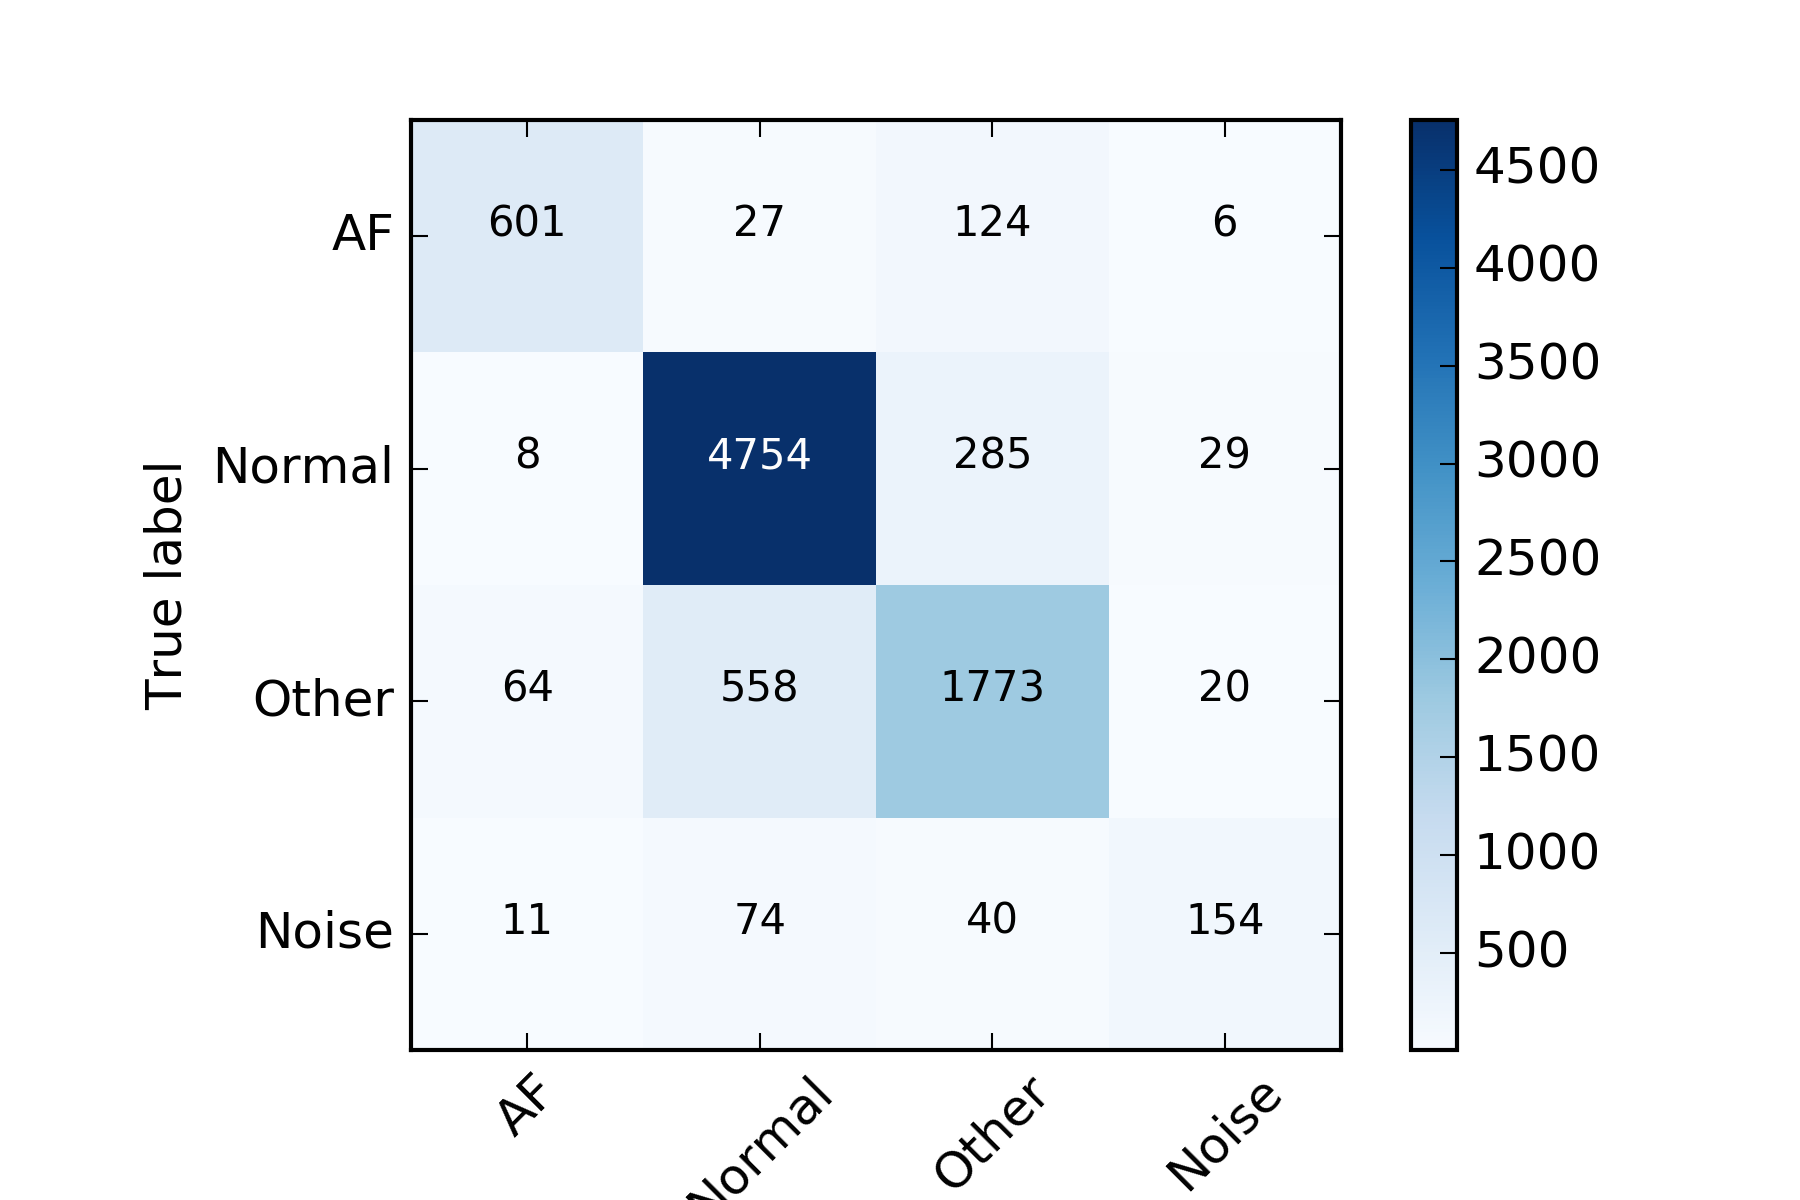 AF 601 27 124 6
Normal 8 4754 285 29
Other 64 558 1773 20
Noise 11 74 40 154
True label
AF Normal Other Noise
4500
4000
3500
3000
2500
2000
1500
1000
500